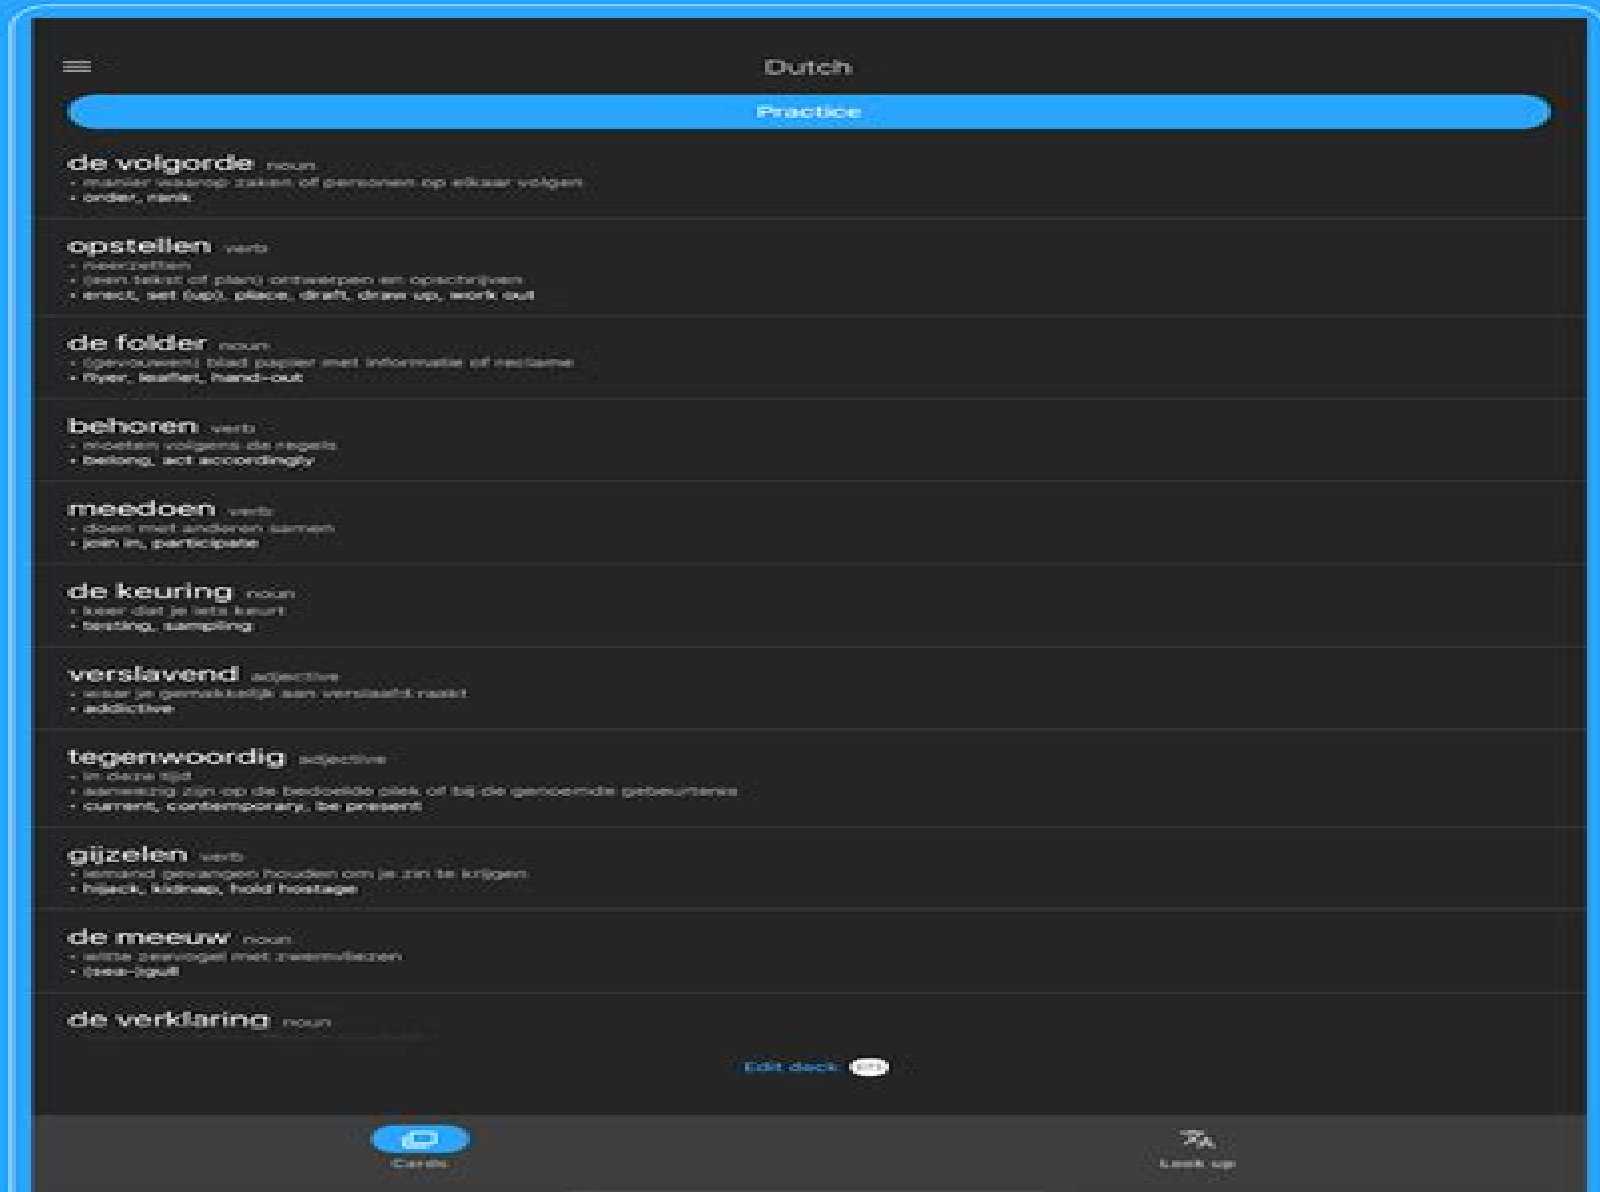 Dutch
Practice
de volgorde noun
• manier waarop zaken of personen op elkaar volgen
• order, rank
opstellen verb
• neerzetten
• (een tekst of plan) ontwerpen en opschrijven
• erect, set (up), place, draft, draw up, work out
de folder noun
• (gevouwen) blad papier met informatie of reclame
• flyer, leaflet, hand-out
behoren verb
• moeten volgens de regels
• belong, act accordingly
meedoen verb
• doen met anderen samen
• join in, participate
de keuring noun
• keer dat je iets keurt
• testing, sampling
verslavend adjective
• waar je gemakkelijk aan verslaafd raakt
• addictive
tegenwoordig adjective
• in deze tijd
• aanwezig zijn op de bedoelde plek of bij de genoemde gebeurtenis
• current, contemporary, be present
gijzelen verb
• iemand gevangen houden om je zin te krijgen
• hijack, kidnap, hold hostage
de meeuw noun
• witte zeevogel met zwemvliezen
• (sea-)gull
de verklaring noun
Edit deck
Cards
Look up